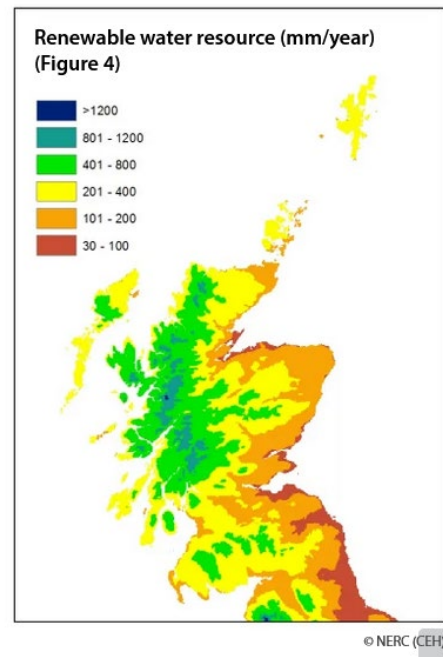 Renewable water resource (mm/year)
(Figure 4)
>1200
801 - 1200
401 - 800
201 - 400
101 - 200
30 - 100
© NERC (CEH)